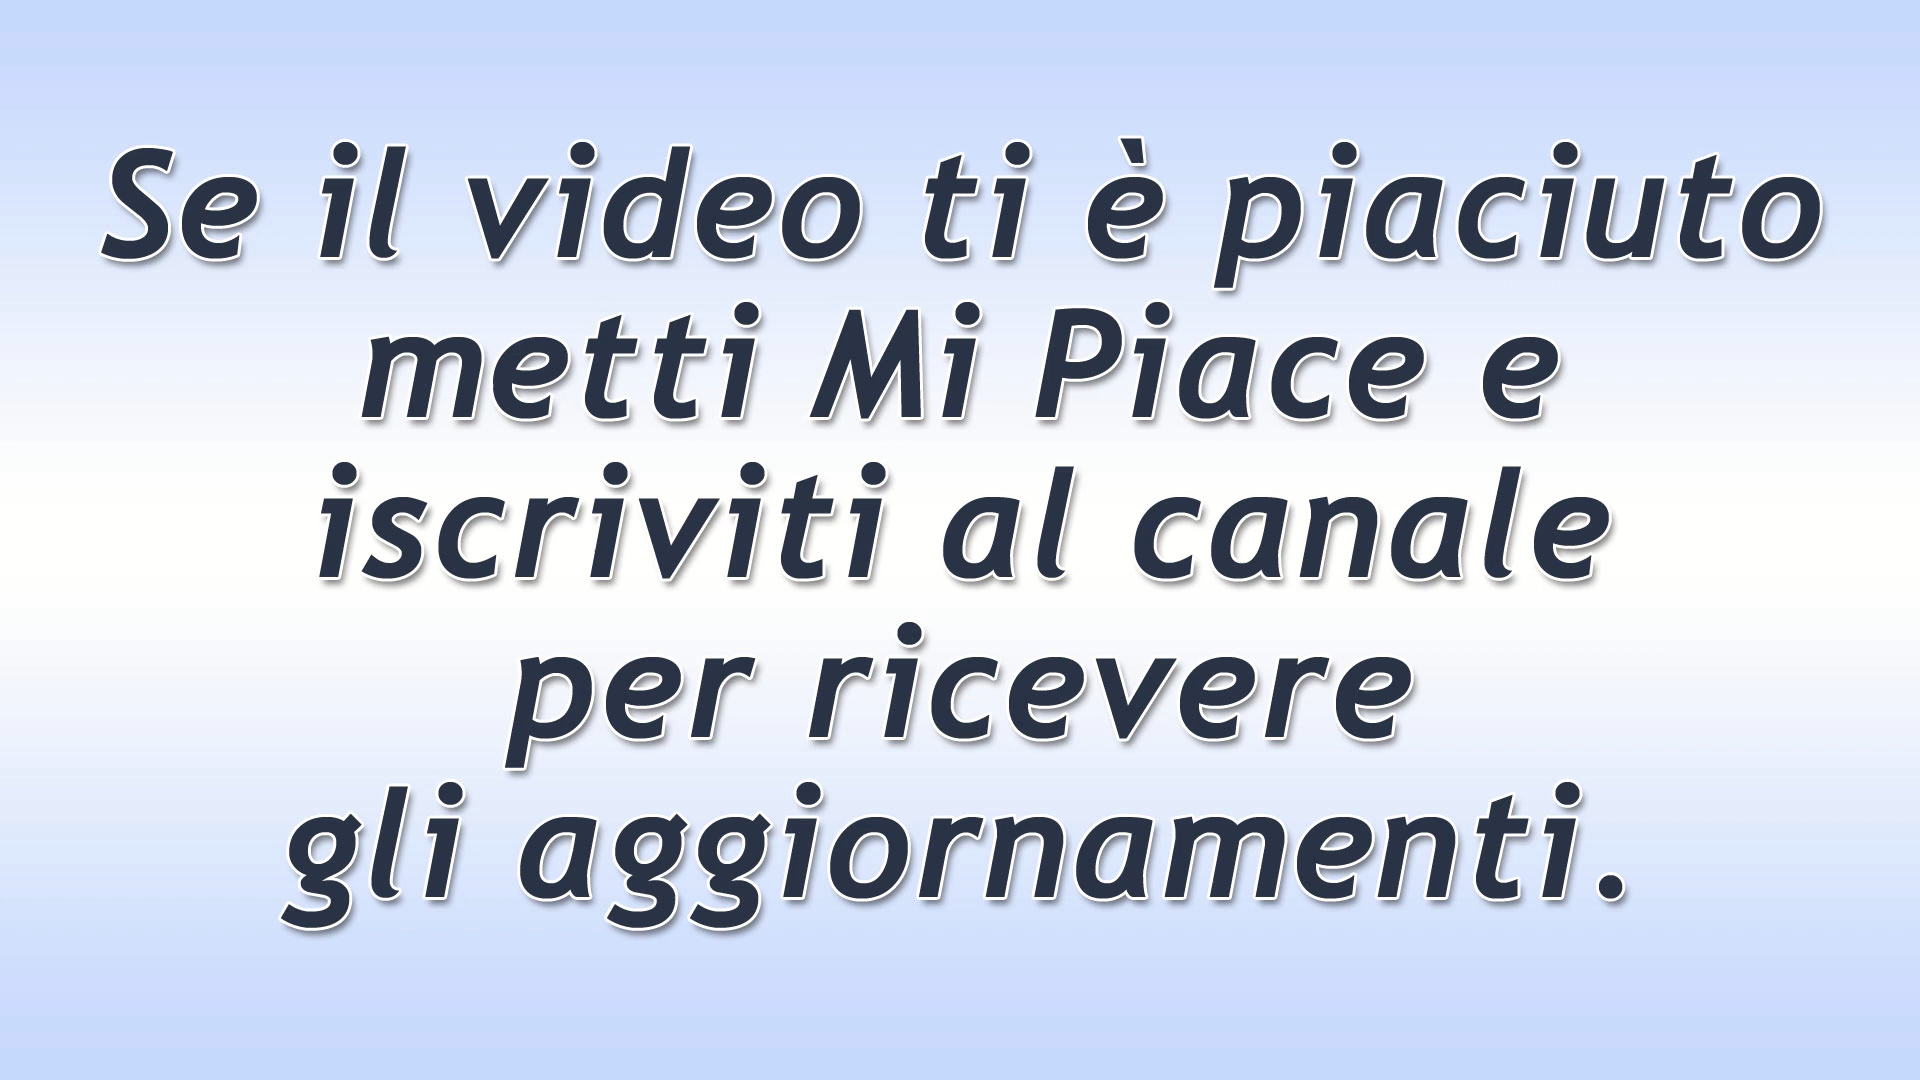 Se il video ti è piaciuto
metti Mi Piace e
iscriviti al canale
per ricevere
gli aggiornamenti.